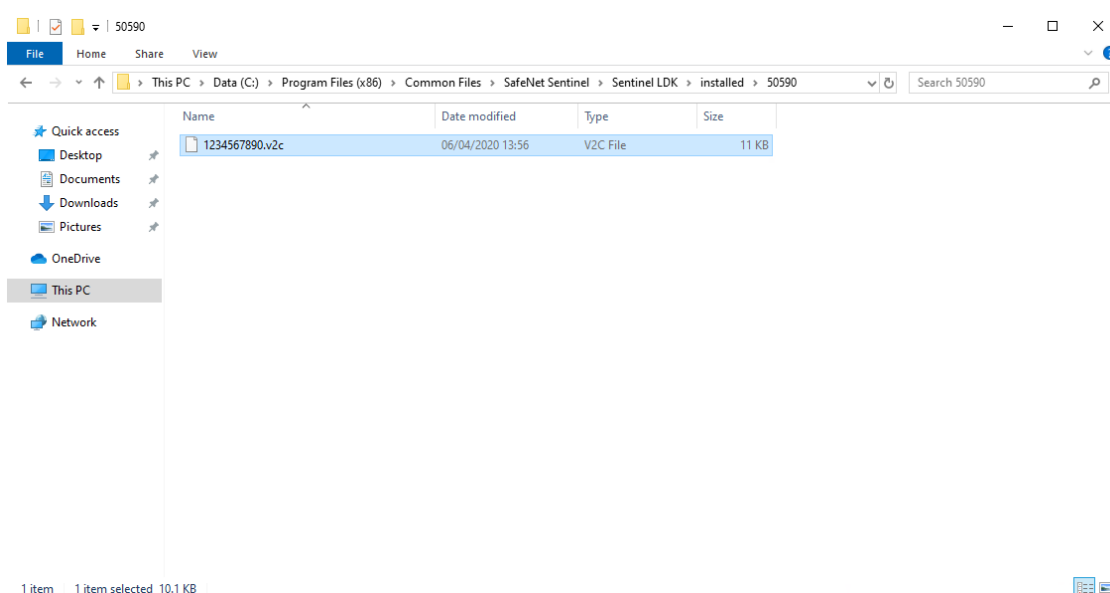 50590
File Home Share View
This PC > Data (C:) > Program Files (x86) > Common Files > SafeNet Sentinel > Sentinel LDK > installed > 50590 Search 50590
Name Date modified Type Size
1234567890.v2c 06/04/2020 13:56 V2C File 11 KB
Quick access
Desktop
Documents
Downloads
Pictures
OneDrive
This PC
Network
1 item 1 item selected 10.1 KB